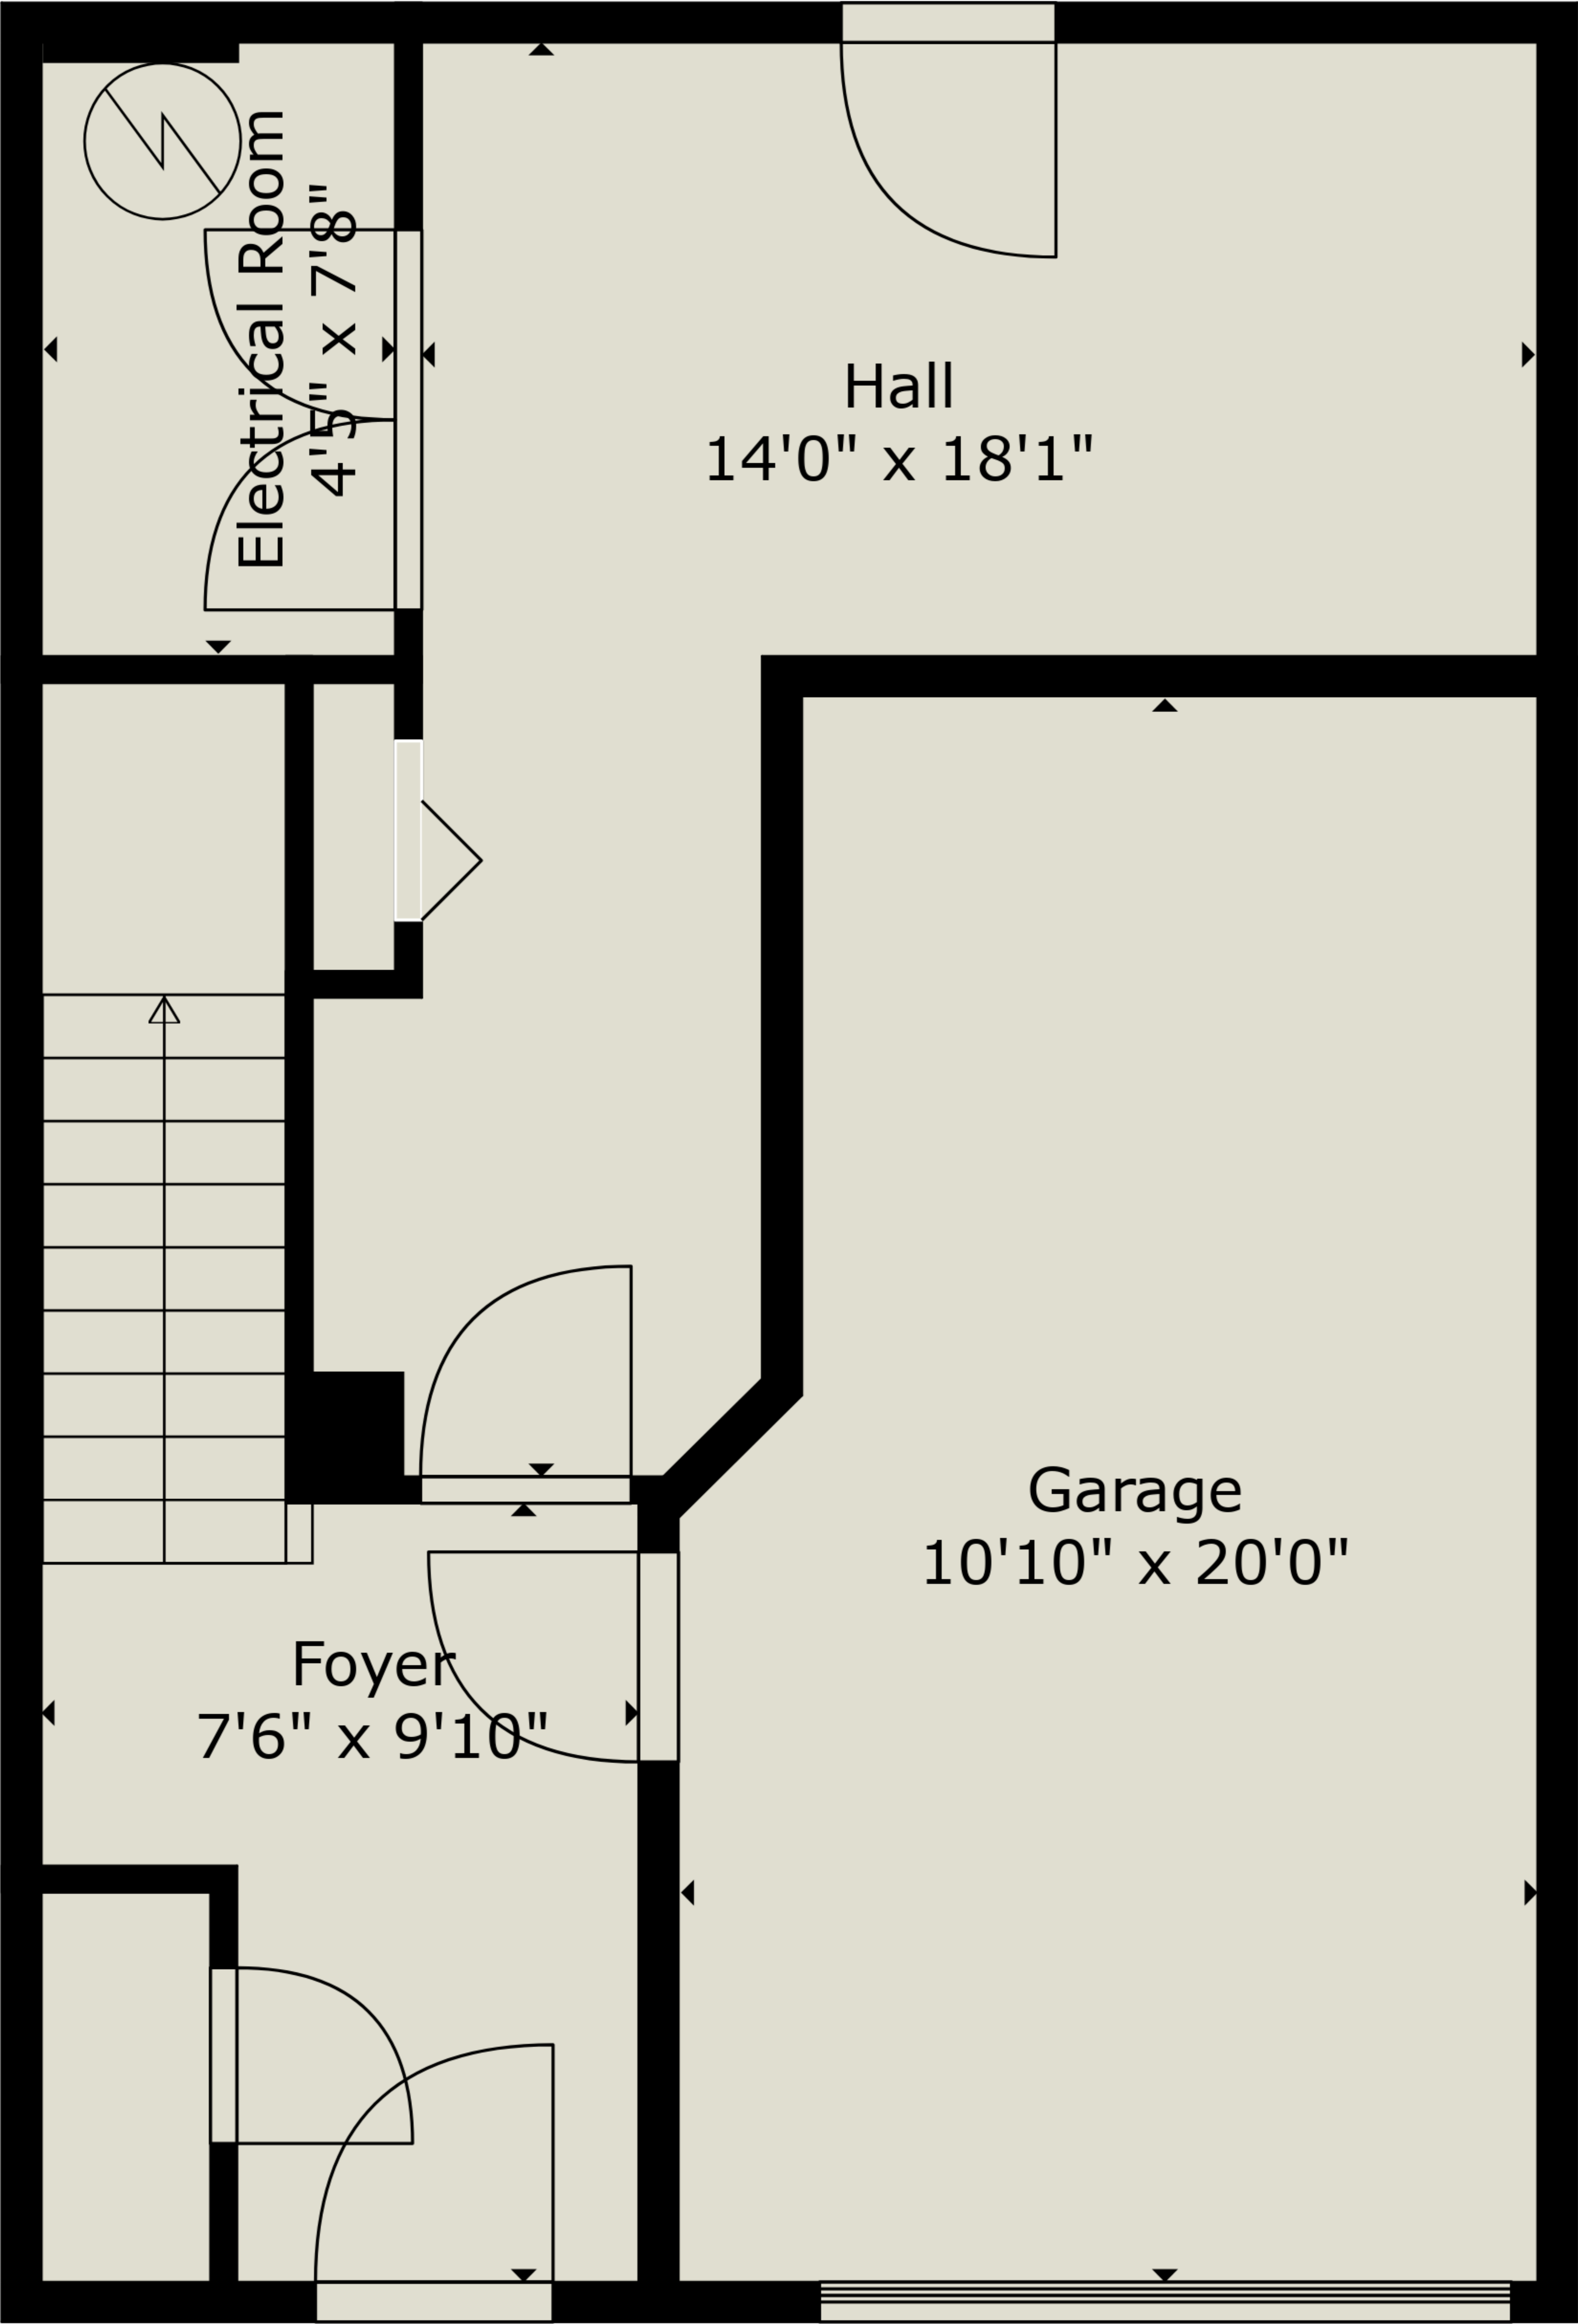 Electrical Room
4'5" x 7'8"
Hall
14'0" x 18'1"
Garage
10'10" x 20'0"
Foyer
7'6" x 9'10"